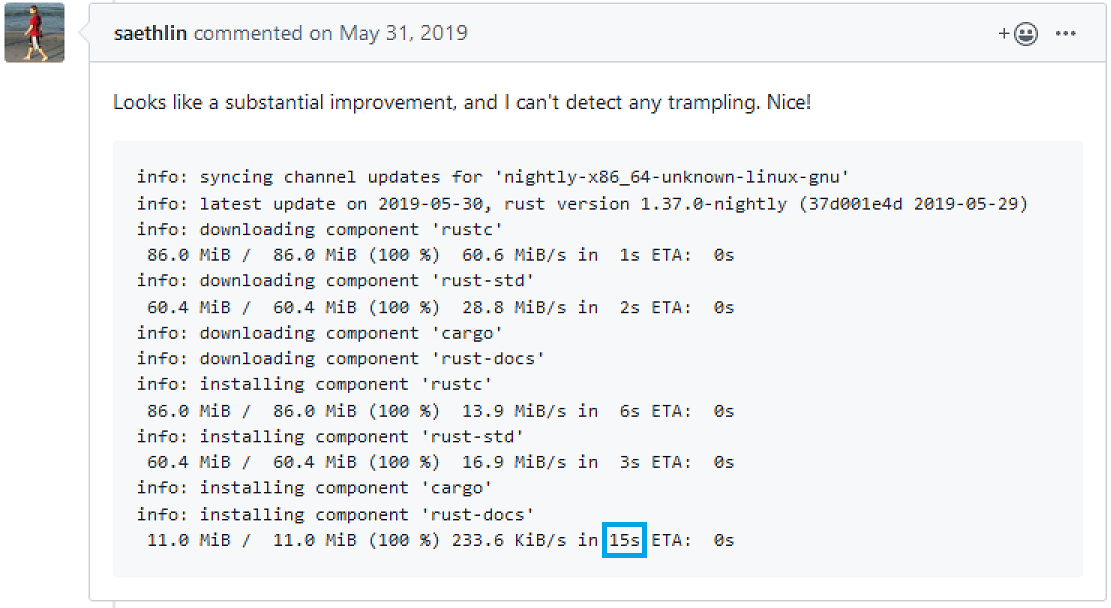 saethlin commented on May 31, 2019
Looks like a substantial improvement, and I can't detect any trampling. Nice!
info: syncing channel updates for 'nightly-x86_64-unknown-linux-gnu'
info: latest update on 2019-05-30, rust version 1.37.0-nightly (37d001e4d 2019-05-29)
info: downloading component 'rustc'
 86.0 MiB /  86.0 MiB (100 %)  60.6 MiB/s in  1s ETA:  0s
info: downloading component 'rust-std'
 60.4 MiB /  60.4 MiB (100 %)  28.8 MiB/s in  2s ETA:  0s
info: downloading component 'cargo'
info: downloading component 'rust-docs'
info: installing component 'rustc'
 86.0 MiB /  86.0 MiB (100 %)  13.9 MiB/s in  6s ETA:  0s
info: installing component 'rust-std'
 60.4 MiB /  60.4 MiB (100 %)  16.9 MiB/s in  3s ETA:  0s
info: installing component 'cargo'
info: installing component 'rust-docs'
 11.0 MiB /  11.0 MiB (100 %) 233.6 KiB/s in 15s ETA:  0s